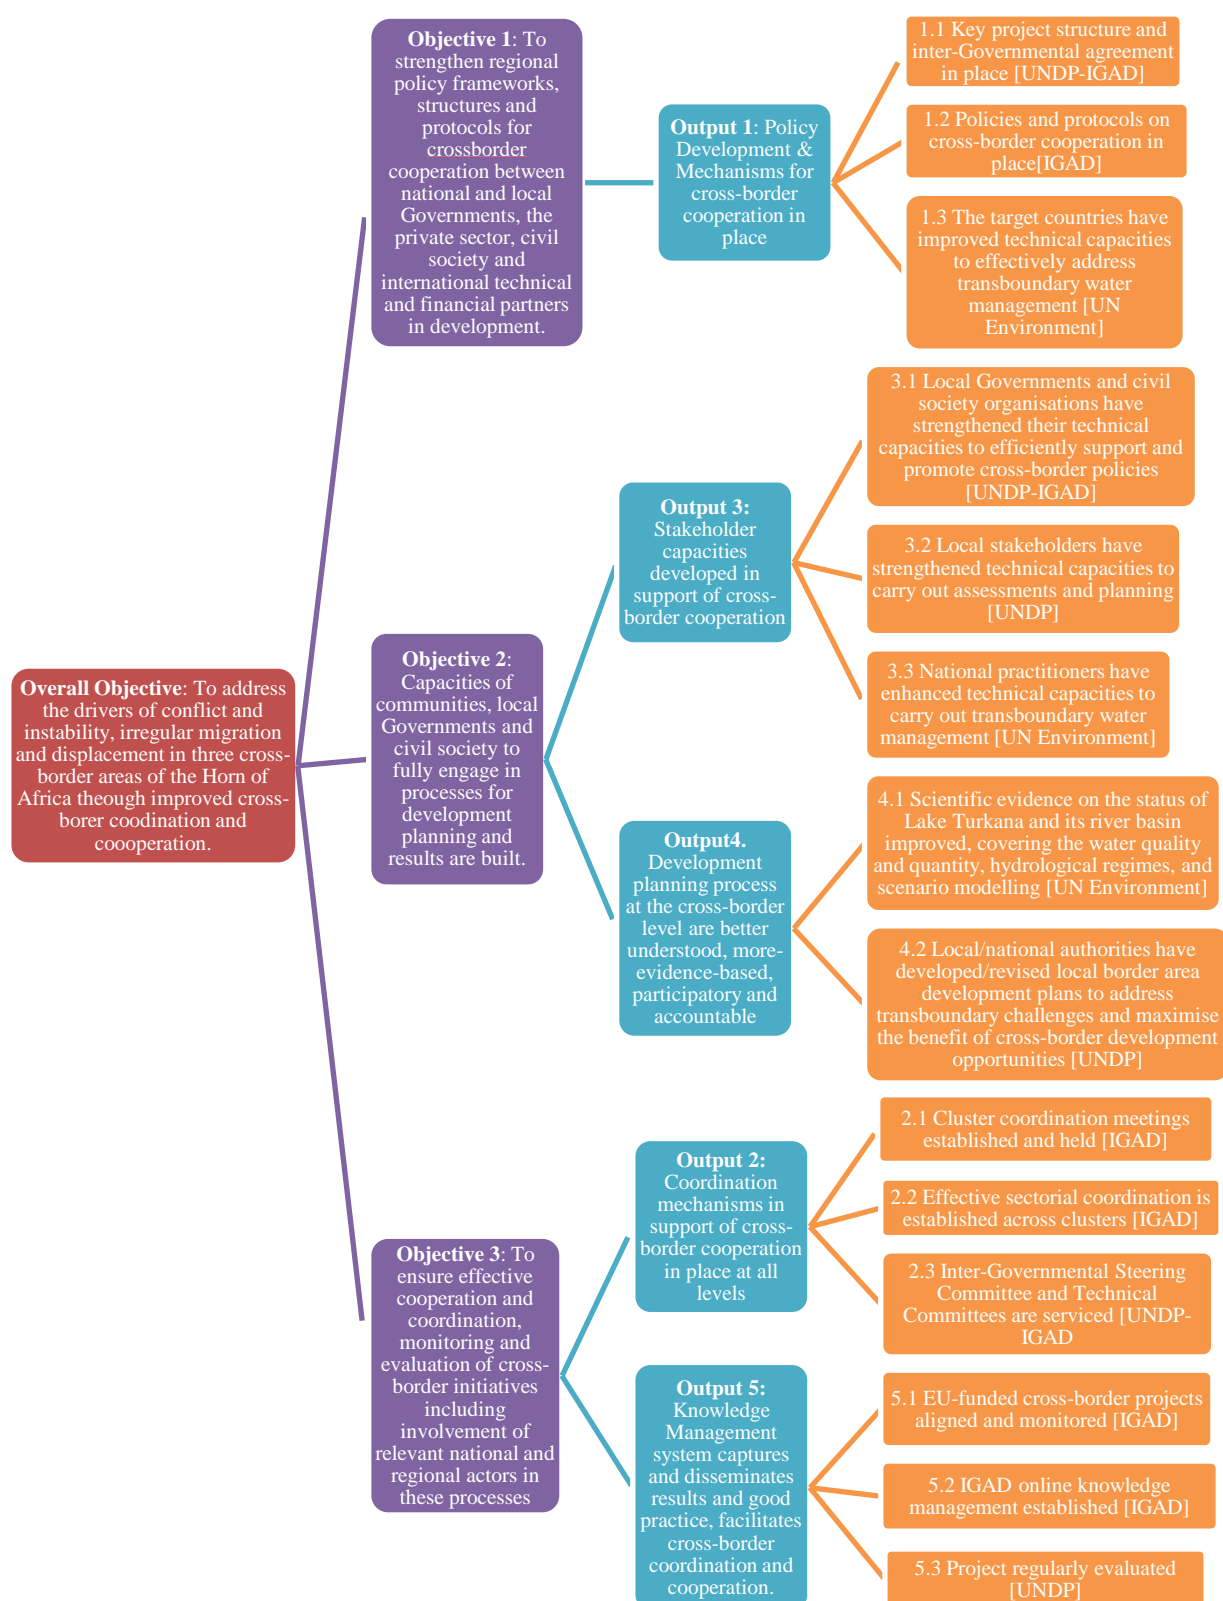 Overall Objective: To address
the drivers of conflict and
instability, irregular migration
and displacement in three cross-
border areas of the Horn of
Africa theough improved cross-
borer coodination and
coooperation.
Objective 1: To
strengthen regional
policy frameworks,
structures and
protocols for
crossborder
cooperation between
national and local
Governments, the
private sector, civil
society and
international technical
and financial partners
in development.
Output 1: Policy
Development &
Mechanisms for
cross-border
cooperation in
place
1.1 Key project structure and
inter-Governmental agreement
in place [UNDP-IGAD]
1.2 Policies and protocols on
cross-border cooperation in
place[IGAD]
1.3 The target countries have
improved technical capacities
to effectively address
transboundary water
management [UN
Environment]
Objective 2:
Capacities of
communities, local
Governments and
civil society to
fully engage in
processes for
development
planning and
results are built.
Output 3:
Stakeholder
capacities
developed in
support of cross-
border cooperation
3.1 Local Governments and civil
society organisations have
strengthened their technical
capacities to efficiently support and
promote cross-border policies
[UNDP-IGAD]
3.2 Local stakeholders have
strengthened technical capacities to
carry out assessments and planning
[UNDP]
3.3 National practitioners have
enhanced technical capacities to
carry out transboundary water
management [UN Environment]
Output4.
Development
planning process
at the cross-border
level are better
understood, more-
evidence-based,
participatory and
accountable
4.1 Scientific evidence on the status of
Lake Turkana and its river basin
improved, covering the water quality
and quantity, hydrological regimes, and
scenario modelling [UN Environment]
4.2 Local/national authorities have
developed/revised local border area
development plans to address
transboundary challenges and maximise
the benefit of cross-border development
opportunities [UNDP]
Objective 3: To
ensure effective
cooperation and
coordination,
monitoring and
evaluation of cross-
border initiatives
including
involvement of
relevant national and
regional actors in
these processes
Output 2:
Coordination
mechanisms in
support of cross-
border cooperation
in place at all
levels
2.1 Cluster coordination meetings
established and held [IGAD]
2.2 Effective sectorial coordination is
established across clusters [IGAD]
2.3 Inter-Governmental Steering
Committee and Technical
Committees are serviced [UNDP-
IGAD
Output 5:
Knowledge
Management
system captures
and disseminates
results and good
practice, facilitates
cross-border
coordination and
cooperation.
5.1 EU-funded cross-border projects
aligned and monitored [IGAD]
5.2 IGAD online knowledge
management established [IGAD]
5.3 Project regularly evaluated
[UNDP]